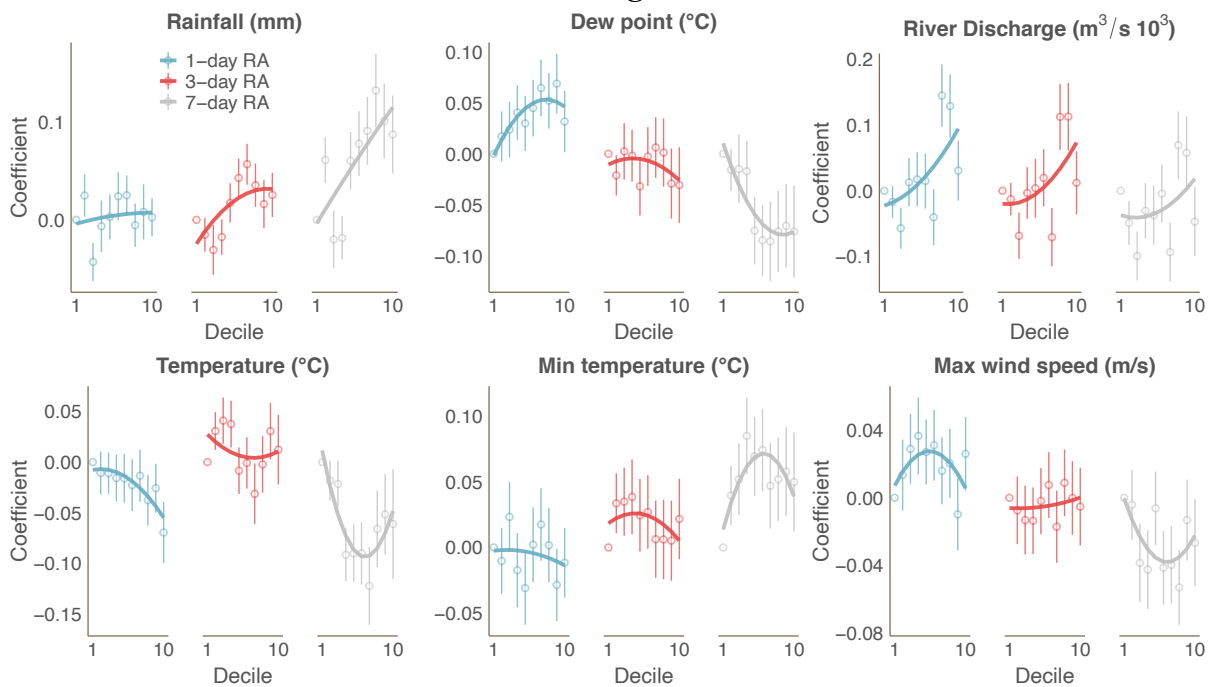 Rainfall (mm)
1−day RA
3−day RA
7−day RA
Coefficient
0.1
0.0
1 10 1 10 1 10
Decile
Dew point (°C)
0.10
0.05
0.00
−0.05
−0.10
1 10 1 10 1 10
Decile
River Discharge (m³/s 10³)
Coefficient
0.2
0.1
0.0
−0.1
1 10 1 10 1 10
Decile
Temperature (°C)
Coefficient
0.05
0.00
−0.05
−0.10
−0.15
1 10 1 10 1 10
Decile
Min temperature (°C)
0.10
0.05
0.00
−0.05
1 10 1 10 1 10
Decile
Max wind speed (m/s)
Coefficient
0.04
0.00
−0.04
−0.08
1 10 1 10 1 10
Decile